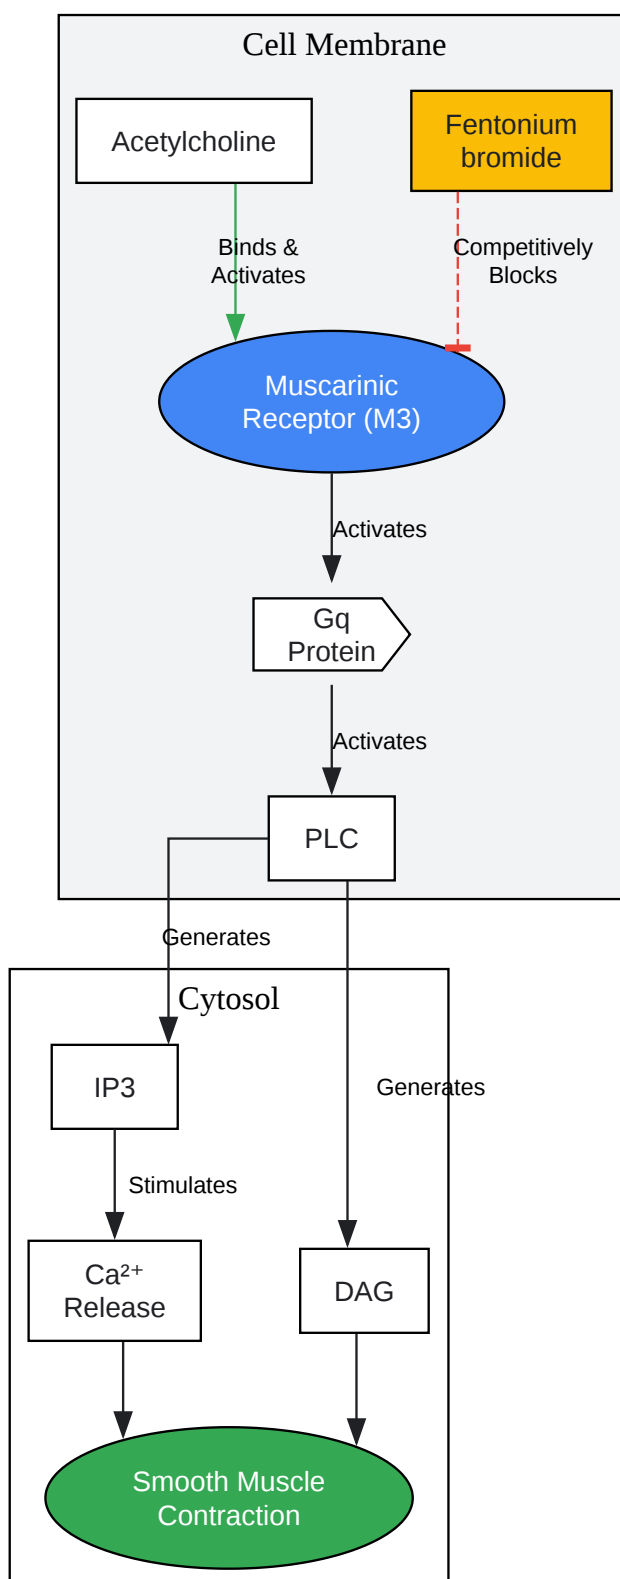 Cell Membrane
Acetylcholine
Fentonium
bromide
Binds &
Activates
Competitively
Blocks
Muscarinic
Receptor (M3)
Activates
Gq
Protein
Activates
PLC
Generates
Cytosol
IP3
Generates
Stimulates
Ca²⁺
Release
DAG
Smooth Muscle
Contraction